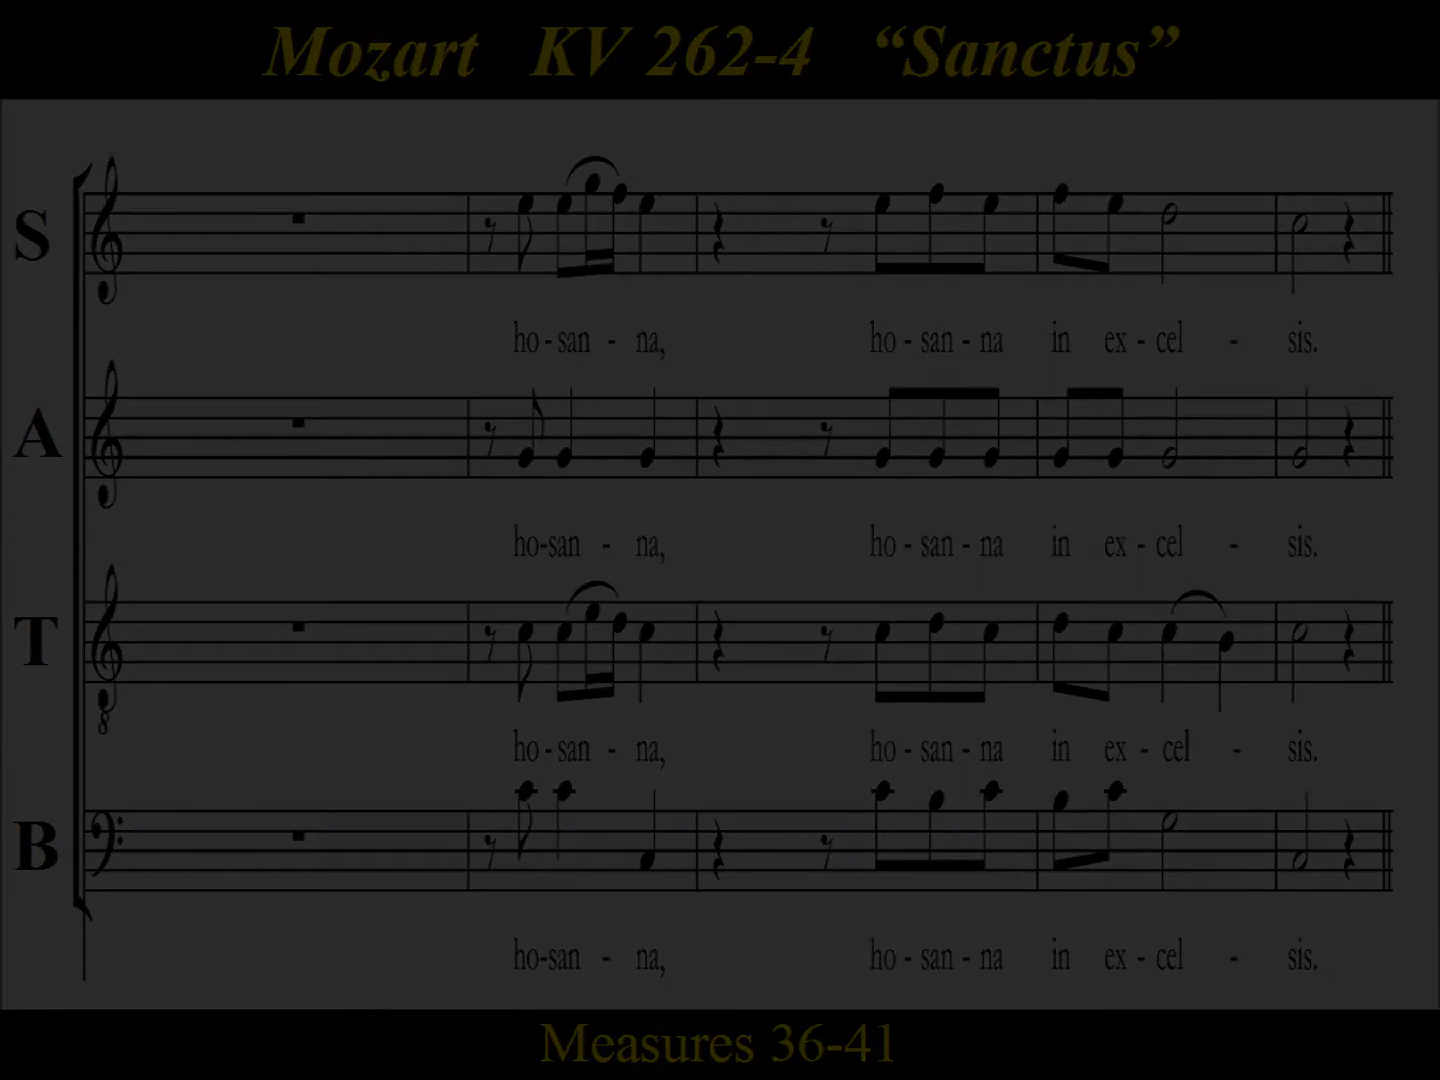 Mozart KV 262-4 “Sanctus”
S
ho - san - na, ho - san - na in ex - cel - sis.
A
ho-san - na, ho - san - na in ex - cel - sis.
T
8
ho - san - na, ho - san - na in ex - cel - sis.
B
ho-san - na, ho - san - na in ex - cel - sis.
Measures 36-41